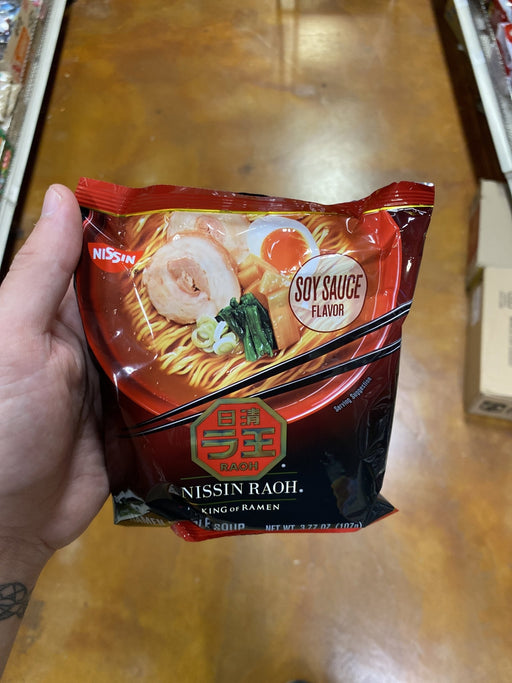 NISSIN
SOY SAUCE
FLAVOR
Serving Suggestion
日清
ラ王
RAOH
NISSIN RAOH.
KING OF RAMEN
SOUP
NET WT. 3.77 OZ. (107g)